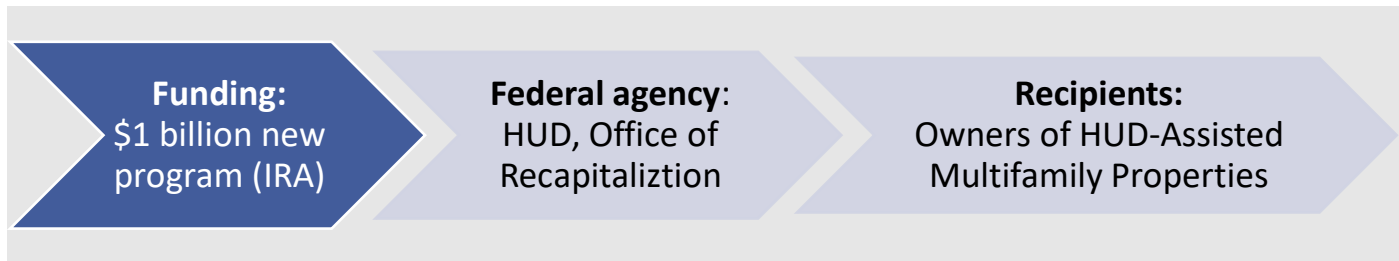 Funding:
$1 billion new
program (IRA)
Federal agency:
HUD, Office of
Recapitaliztion
Recipients:
Owners of HUD-Assisted
Multifamily Properties